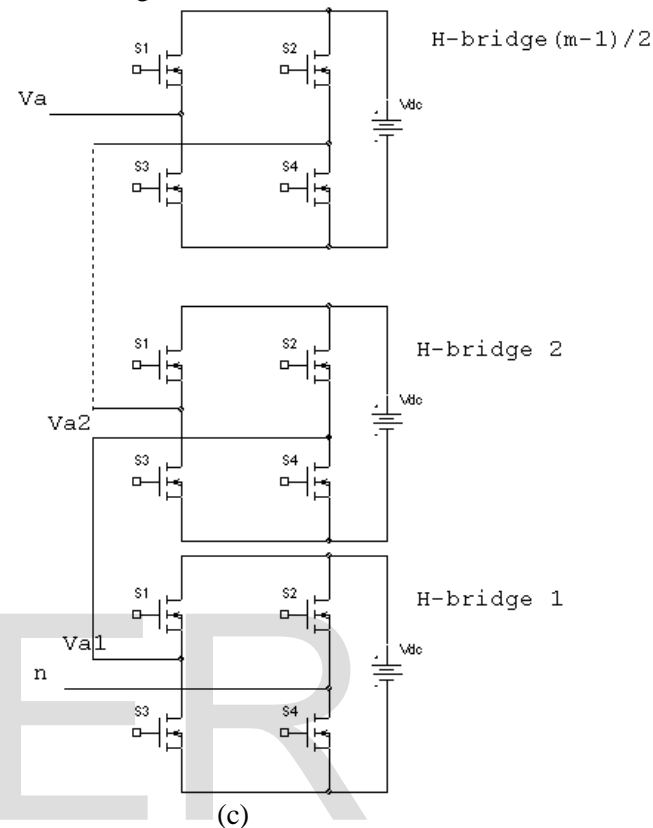 H-bridge(m-1)/2
S1
S2
Vdc
Va
S3
S4
S1
S2
H-bridge 2
Vdc
Va2
S3
S4
S1
S2
H-bridge 1
Va1
Vdc
n
S3
S4
(c)
ER